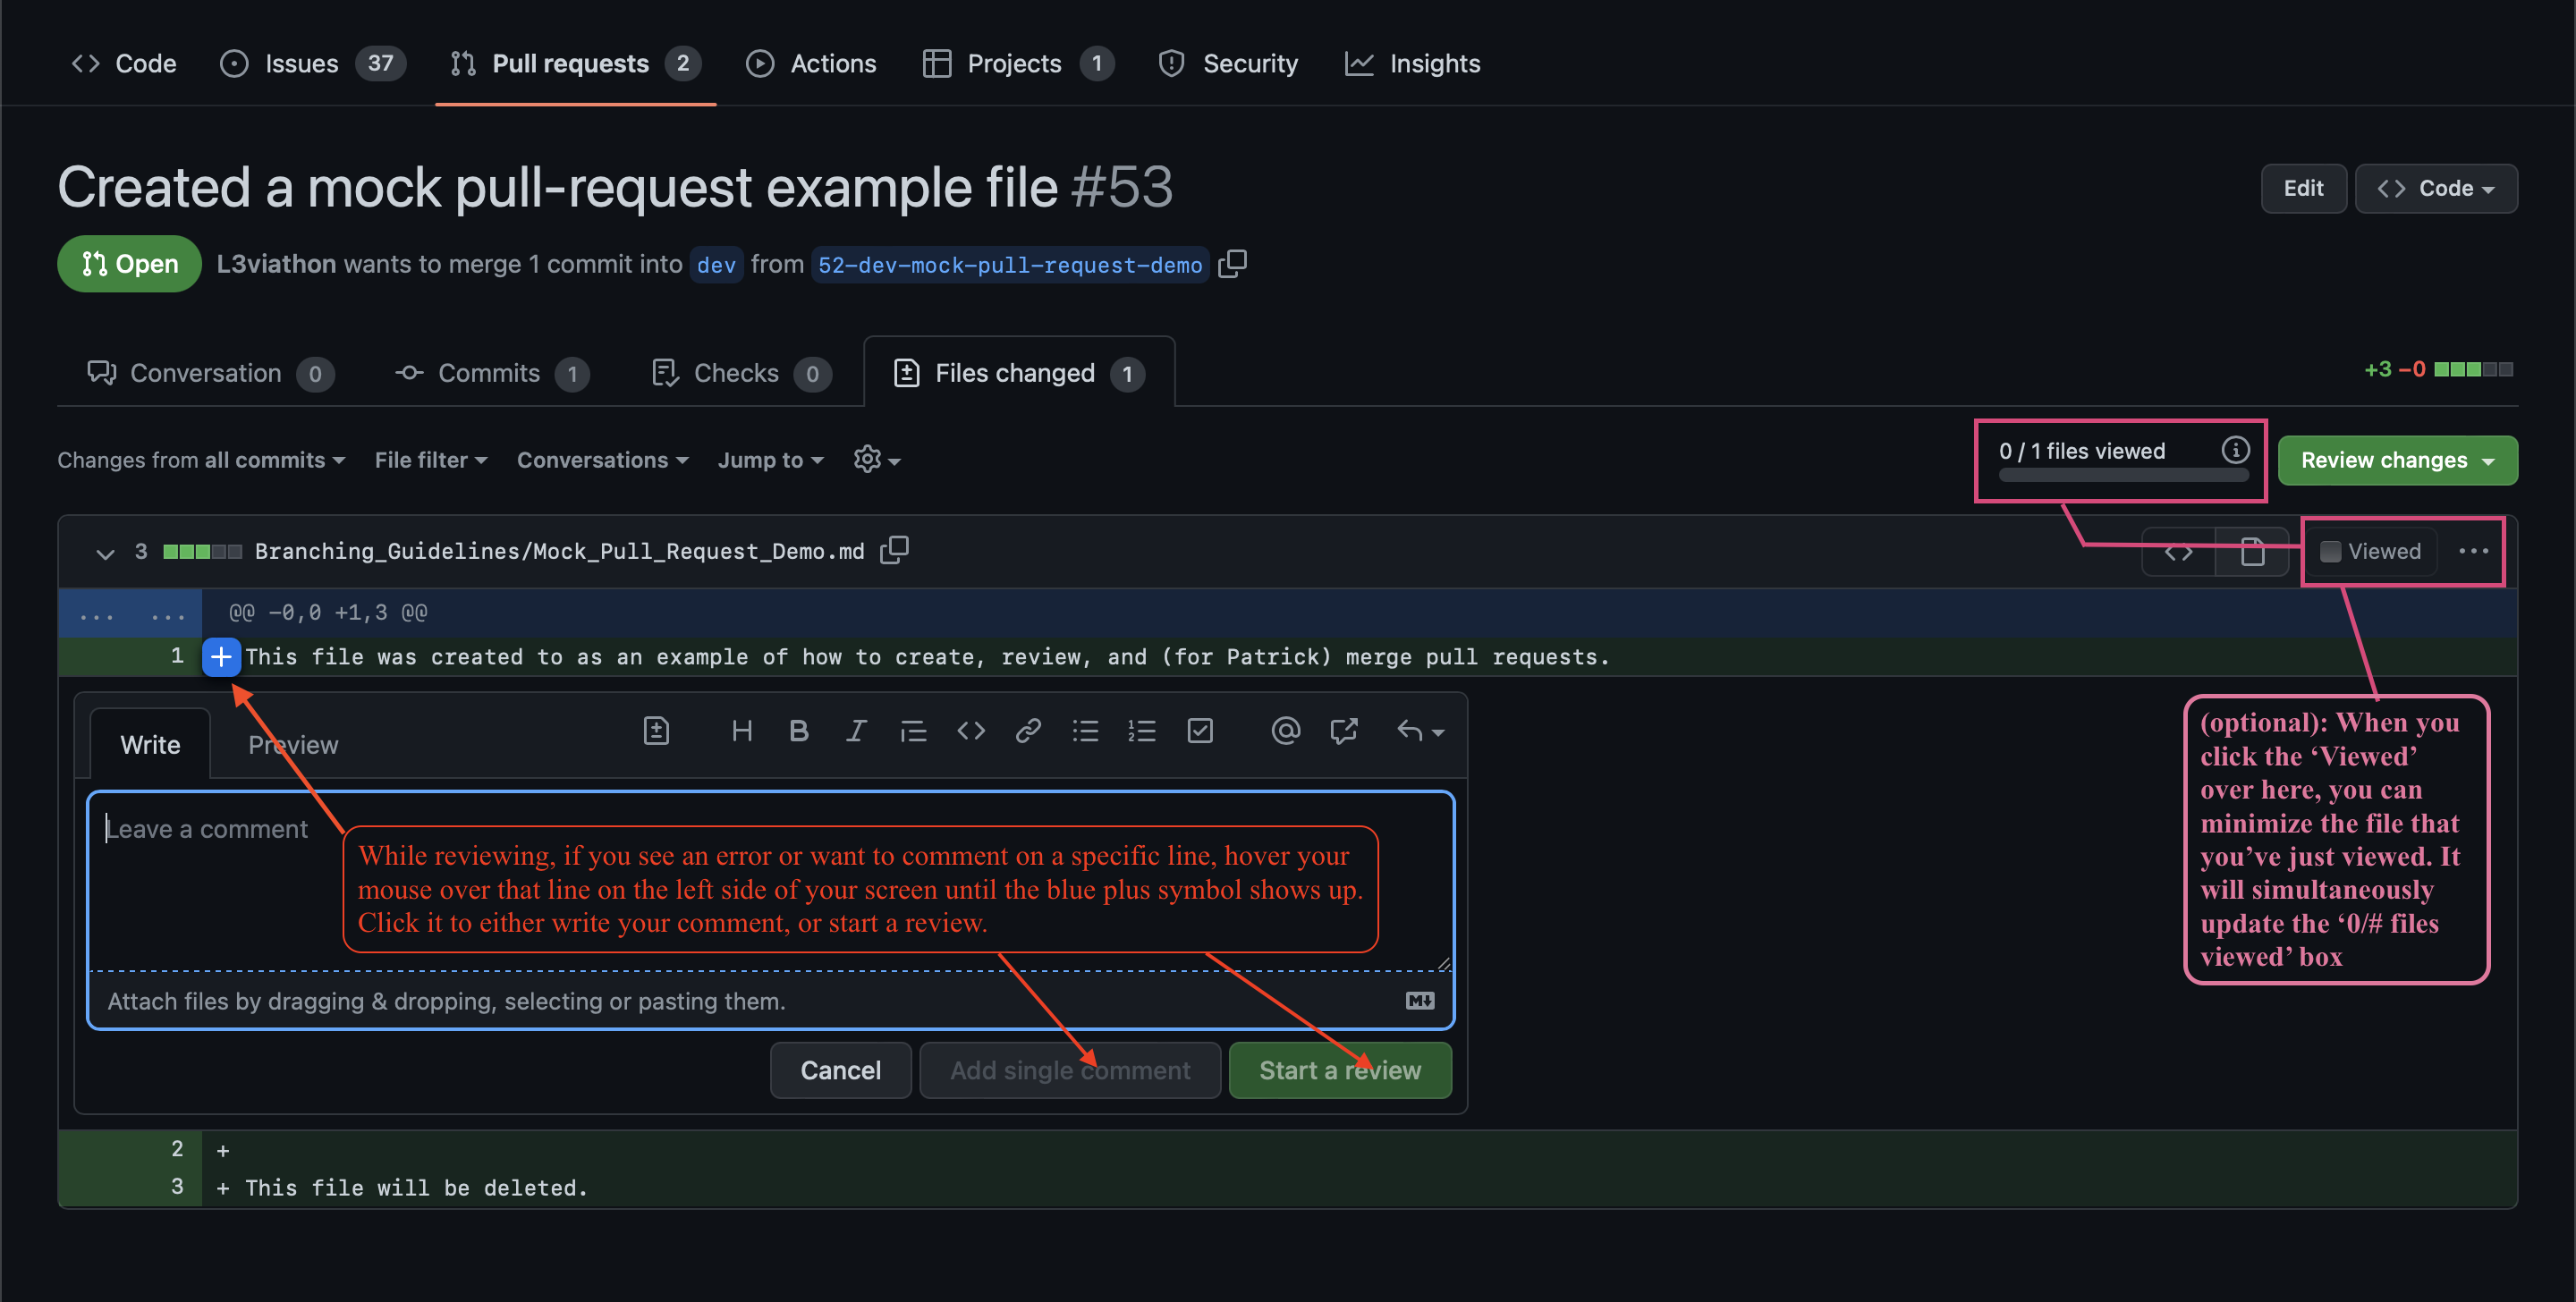 Code Issues 37 Pull requests 2 Actions Projects 1 Security Insights
Created a mock pull-request example file #53
Edit Code
Open L3viathon wants to merge 1 commit into dev from 52-dev-mock-pull-request-demo
Conversation 0 Commits 1 Checks 0 Files changed 1
+3 −0
Changes from all commits File filter Conversations Jump to
0 / 1 files viewed
Review changes
3 Branching_Guidelines/Mock_Pull_Request_Demo.md
Viewed ...
... ... @@ -0,0 +1,3 @@
1 + This file was created to as an example of how to create, review, and (for Patrick) merge pull requests.
Write Preview
Leave a comment
While reviewing, if you see an error or want to comment on a specific line, hover your
mouse over that line on the left side of your screen until the blue plus symbol shows up.
Click it to either write your comment, or start a review.
Attach files by dragging & dropping, selecting or pasting them.
Cancel Add single comment Start a review
(optional): When you
click the ‘Viewed’
over here, you can
minimize the file that
you’ve just viewed. It
will simultaneously
update the ‘0/# files
viewed’ box
2 +
3 + This file will be deleted.